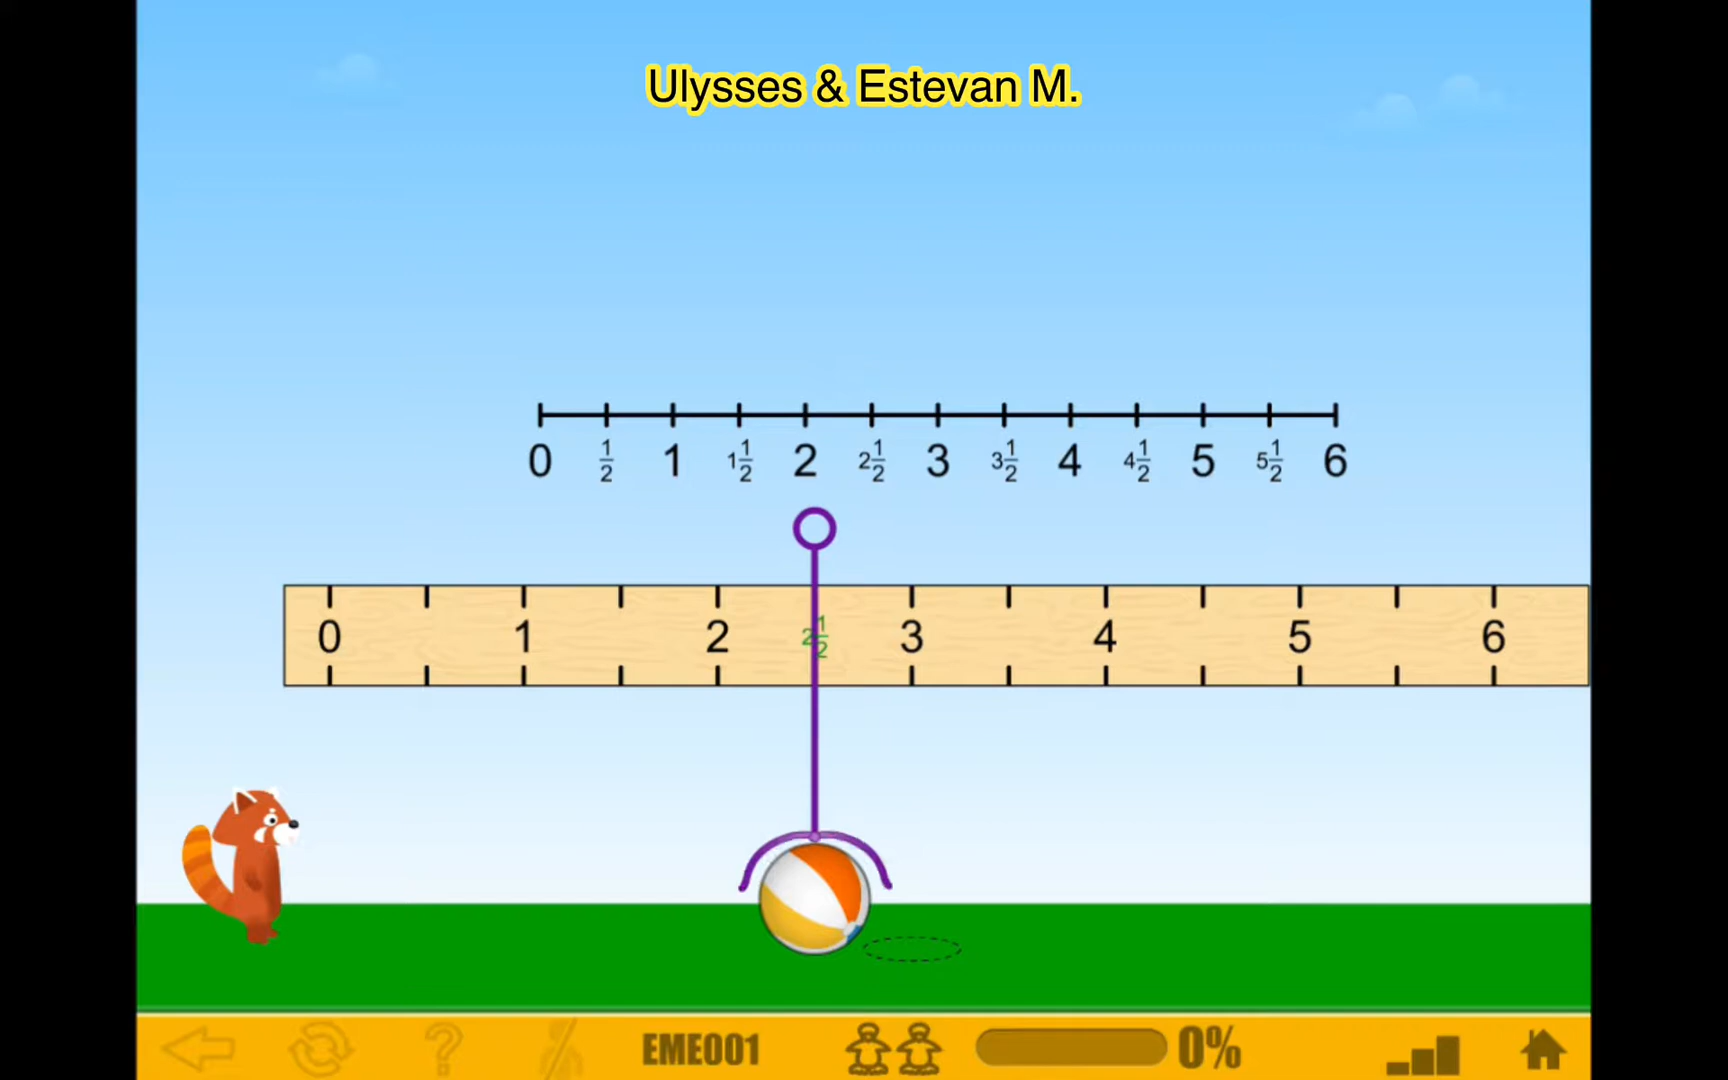 Ulysses & Estevan M.
0 1/2 1 1 1/2 2 2 1/2 3 3 1/2 4 4 1/2 5 5 1/2 6
0 1 2 2 1/2 3 4 5 6
? EME001 0%